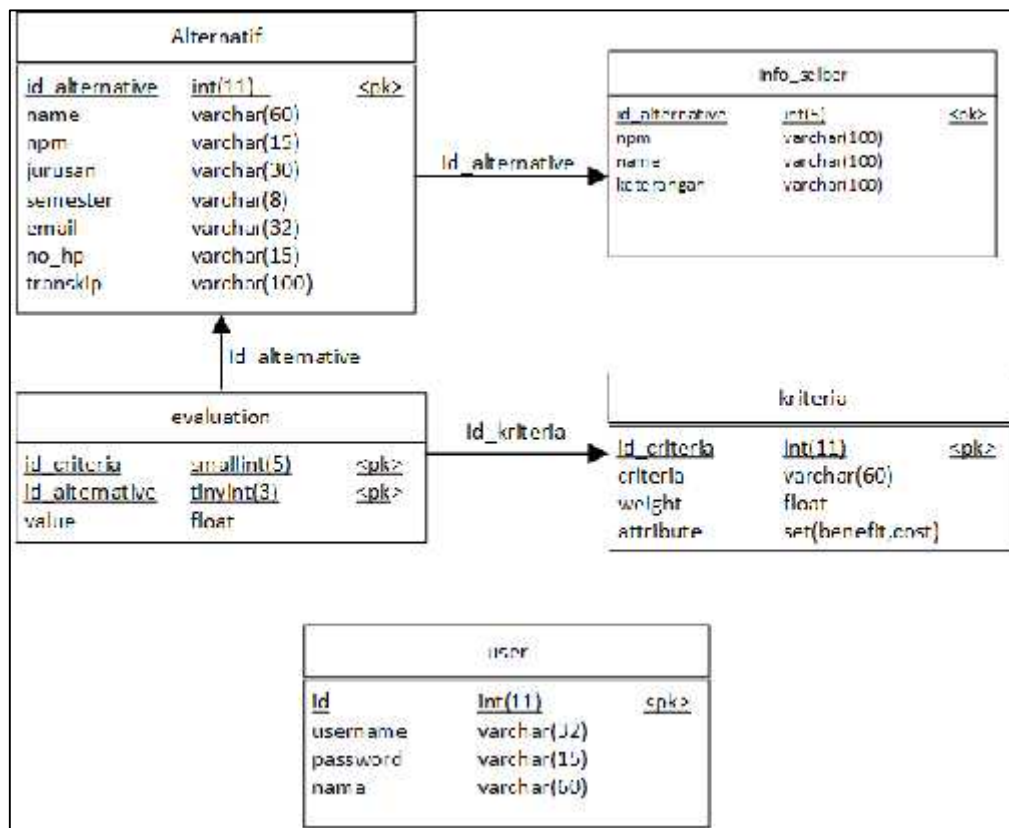 Alternatif
id_alternative int(11) <pk>
name varchar(60)
npm varchar(15)
jurusan varchar(30)
semester varchar(8)
email varchar(32)
no_hp varchar(15)
transkip varchar(100)
id_alternative
info_selber
id_alternative int(5) <pk>
npm varchar(100)
name varchar(100)
keterangan varchar(100)
id_alternative
evaluation
id_criteria smallint(5) <pk>
id_alternative tinyint(3) <pk>
value float
id_kriteria
kriteria
id_criteria int(11) <pk>
criteria varchar(60)
weight float
attribute set(benefit,cost)
user
id int(11) <pk>
username varchar(32)
password varchar(15)
nama varchar(60)